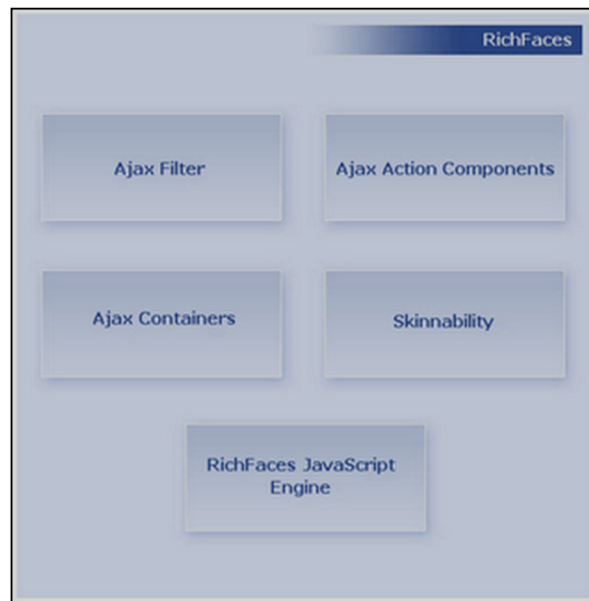 RichFaces
Ajax Filter
Ajax Action Components
Ajax Containers
Skinnability
RichFaces JavaScript
Engine